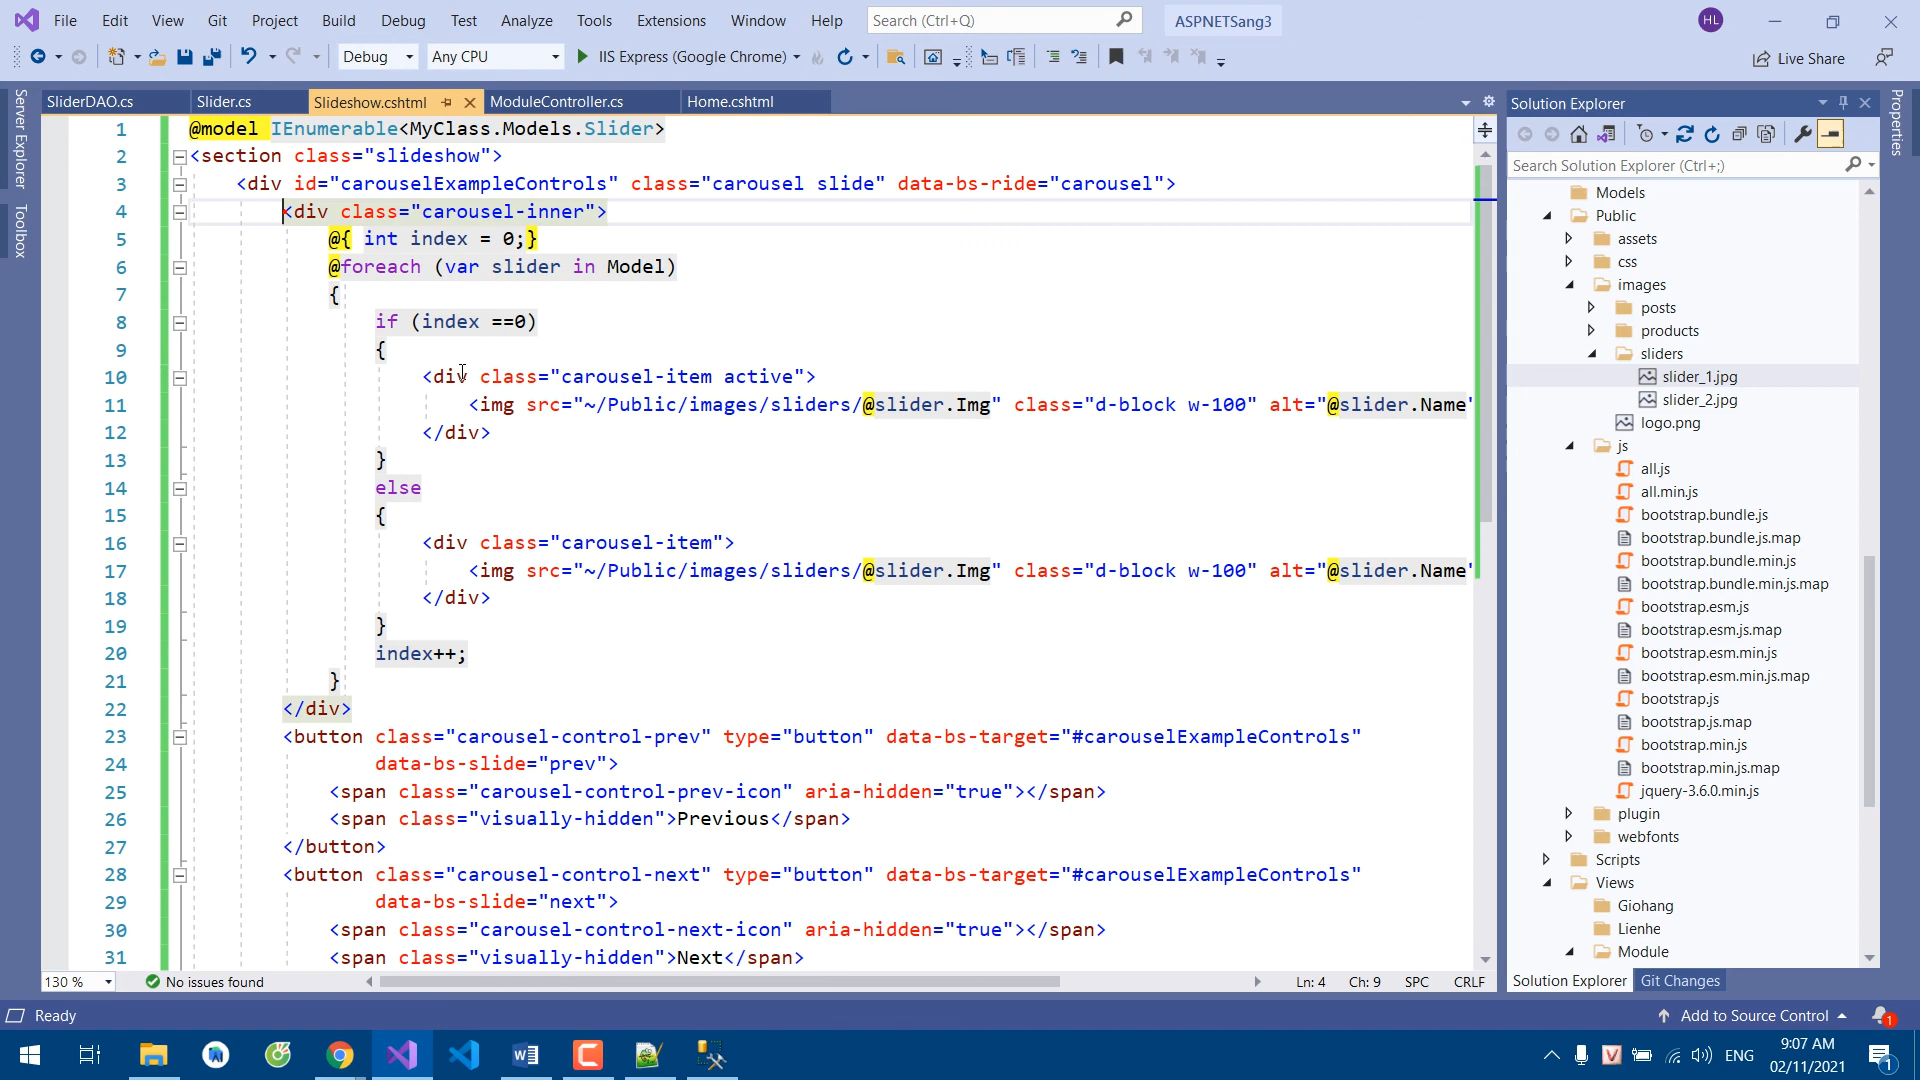 File Edit View Git Project Build Debug Test Analyze Tools Extensions Window Help Search (Ctrl+Q) ASPNETSang3 HL
Debug Any CPU IIS Express (Google Chrome) Live Share
Server Explorer
Toolbox
SliderDAO.cs Slider.cs Slideshow.cshtml ModuleController.cs Home.cshtml
1 @model IEnumerable<MyClass.Models.Slider>
2 <section class="slideshow">
3 <div id="carouselExampleControls" class="carousel slide" data-bs-ride="carousel">
4 <div class="carousel-inner">
5 @{ int index = 0;}
6 @foreach (var slider in Model)
7 {
8 if (index ==0)
9 {
10 <div class="carousel-item active">
11 <img src="~/Public/images/sliders/@slider.Img" class="d-block w-100" alt="@slider.Name"
12 </div>
13 }
14 else
15 {
16 <div class="carousel-item">
17 <img src="~/Public/images/sliders/@slider.Img" class="d-block w-100" alt="@slider.Name"
18 </div>
19 }
20 index++;
21 }
22 </div>
23 <button class="carousel-control-prev" type="button" data-bs-target="#carouselExampleControls"
24 data-bs-slide="prev">
25 <span class="carousel-control-prev-icon" aria-hidden="true"></span>
26 <span class="visually-hidden">Previous</span>
27 </button>
28 <button class="carousel-control-next" type="button" data-bs-target="#carouselExampleControls"
29 data-bs-slide="next">
30 <span class="carousel-control-next-icon" aria-hidden="true"></span>
31 <span class="visually-hidden">Next</span>
130 % No issues found Ln: 4 Ch: 9 SPC CRLF
Solution Explorer
Search Solution Explorer (Ctrl+;)
Models
Public
assets
css
images
posts
products
sliders
slider_1.jpg
slider_2.jpg
logo.png
js
all.js
all.min.js
bootstrap.bundle.js
bootstrap.bundle.js.map
bootstrap.bundle.min.js
bootstrap.bundle.min.js.map
bootstrap.esm.js
bootstrap.esm.js.map
bootstrap.esm.min.js
bootstrap.esm.min.js.map
bootstrap.js
bootstrap.js.map
bootstrap.min.js
bootstrap.min.js.map
jquery-3.6.0.min.js
plugin
webfonts
Scripts
Views
Giohang
Lienhe
Module
Solution Explorer Git Changes
Properties
Ready Add to Source Control 1
ENG 9:07 AM
02/11/2021 1